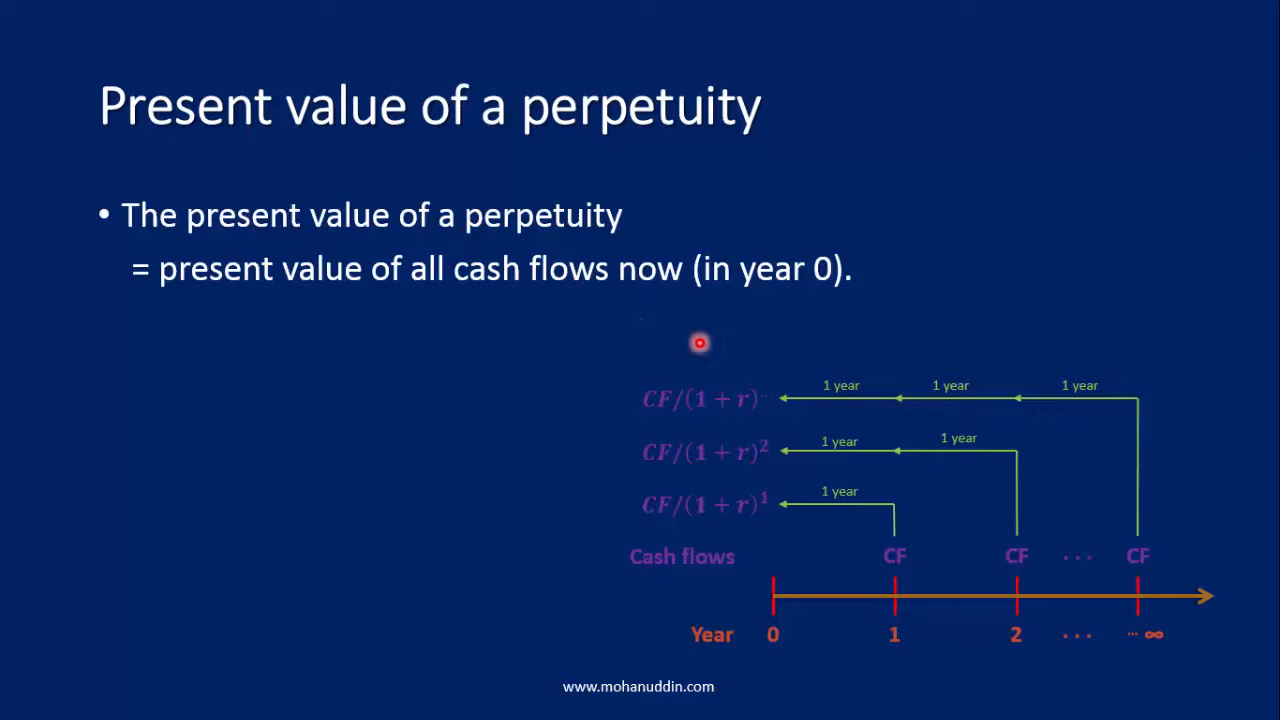 Present value of a perpetuity
• The present value of a perpetuity
= present value of all cash flows now (in year 0).
CF/(1 + r)^… 1 year 1 year 1 year
CF/(1 + r)^2 1 year 1 year
CF/(1 + r)^1 1 year
Cash flows CF CF . . . CF
Year 0 1 2 . . . ... ∞
www.mohanuddin.com